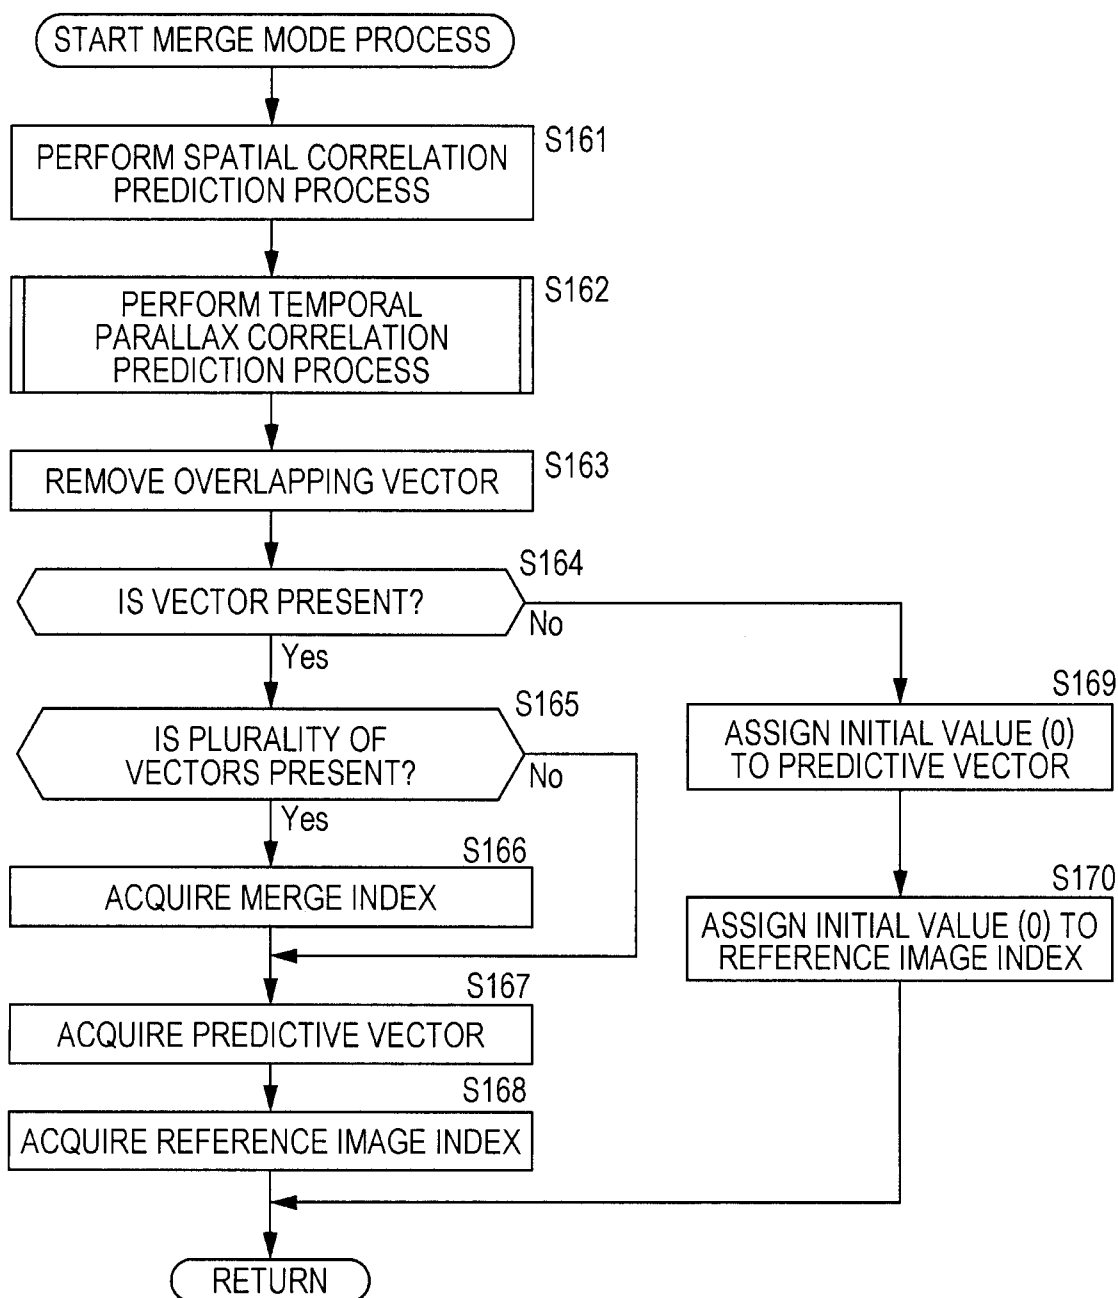 START MERGE MODE PROCESS
S161
PERFORM SPATIAL CORRELATION
PREDICTION PROCESS
S162
PERFORM TEMPORAL
PARALLAX CORRELATION
PREDICTION PROCESS
S163
REMOVE OVERLAPPING VECTOR
S164
IS VECTOR PRESENT?
No
Yes
S165
IS PLURALITY OF
VECTORS PRESENT?
No
Yes
S166
ACQUIRE MERGE INDEX
S167
ACQUIRE PREDICTIVE VECTOR
S168
ACQUIRE REFERENCE IMAGE INDEX
S169
ASSIGN INITIAL VALUE (0)
TO PREDICTIVE VECTOR
S170
ASSIGN INITIAL VALUE (0) TO
REFERENCE IMAGE INDEX
RETURN